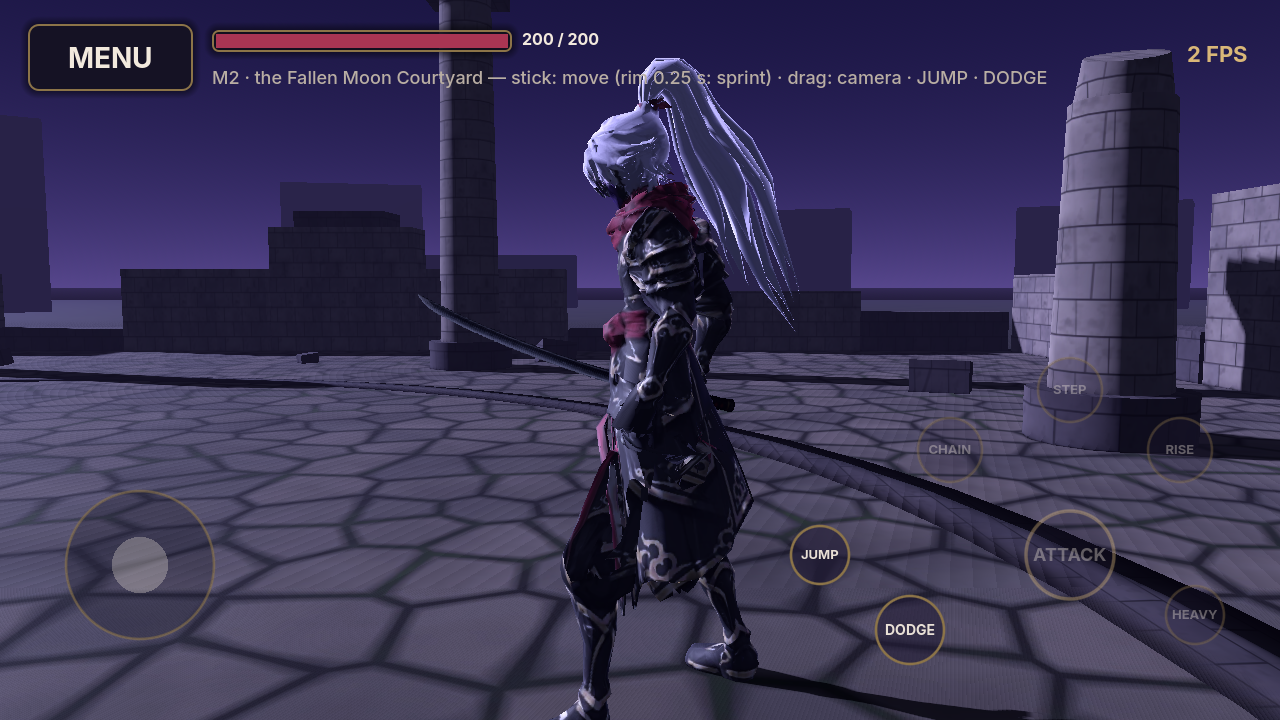 MENU
200 / 200
2 FPS
M2 · the Fallen Moon Courtyard — stick: move (rim 0.25 s: sprint) · drag: camera · JUMP · DODGE
STEP
CHAIN
RISE
JUMP
ATTACK
HEAVY
DODGE